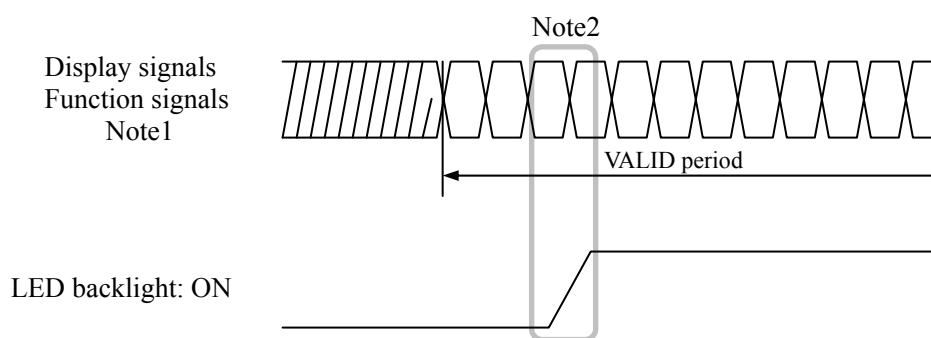 Note2
Display signals
Function signals
Note1
VALID period
LED backlight: ON